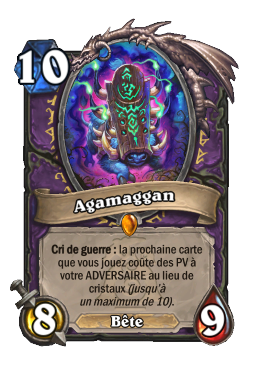 10
Agamaggan
Cri de guerre : la prochaine carte
que vous jouez coûte des PV à
votre ADVERSAIRE au lieu de
cristaux (jusqu'à
un maximum de 10).
8
Bête
9